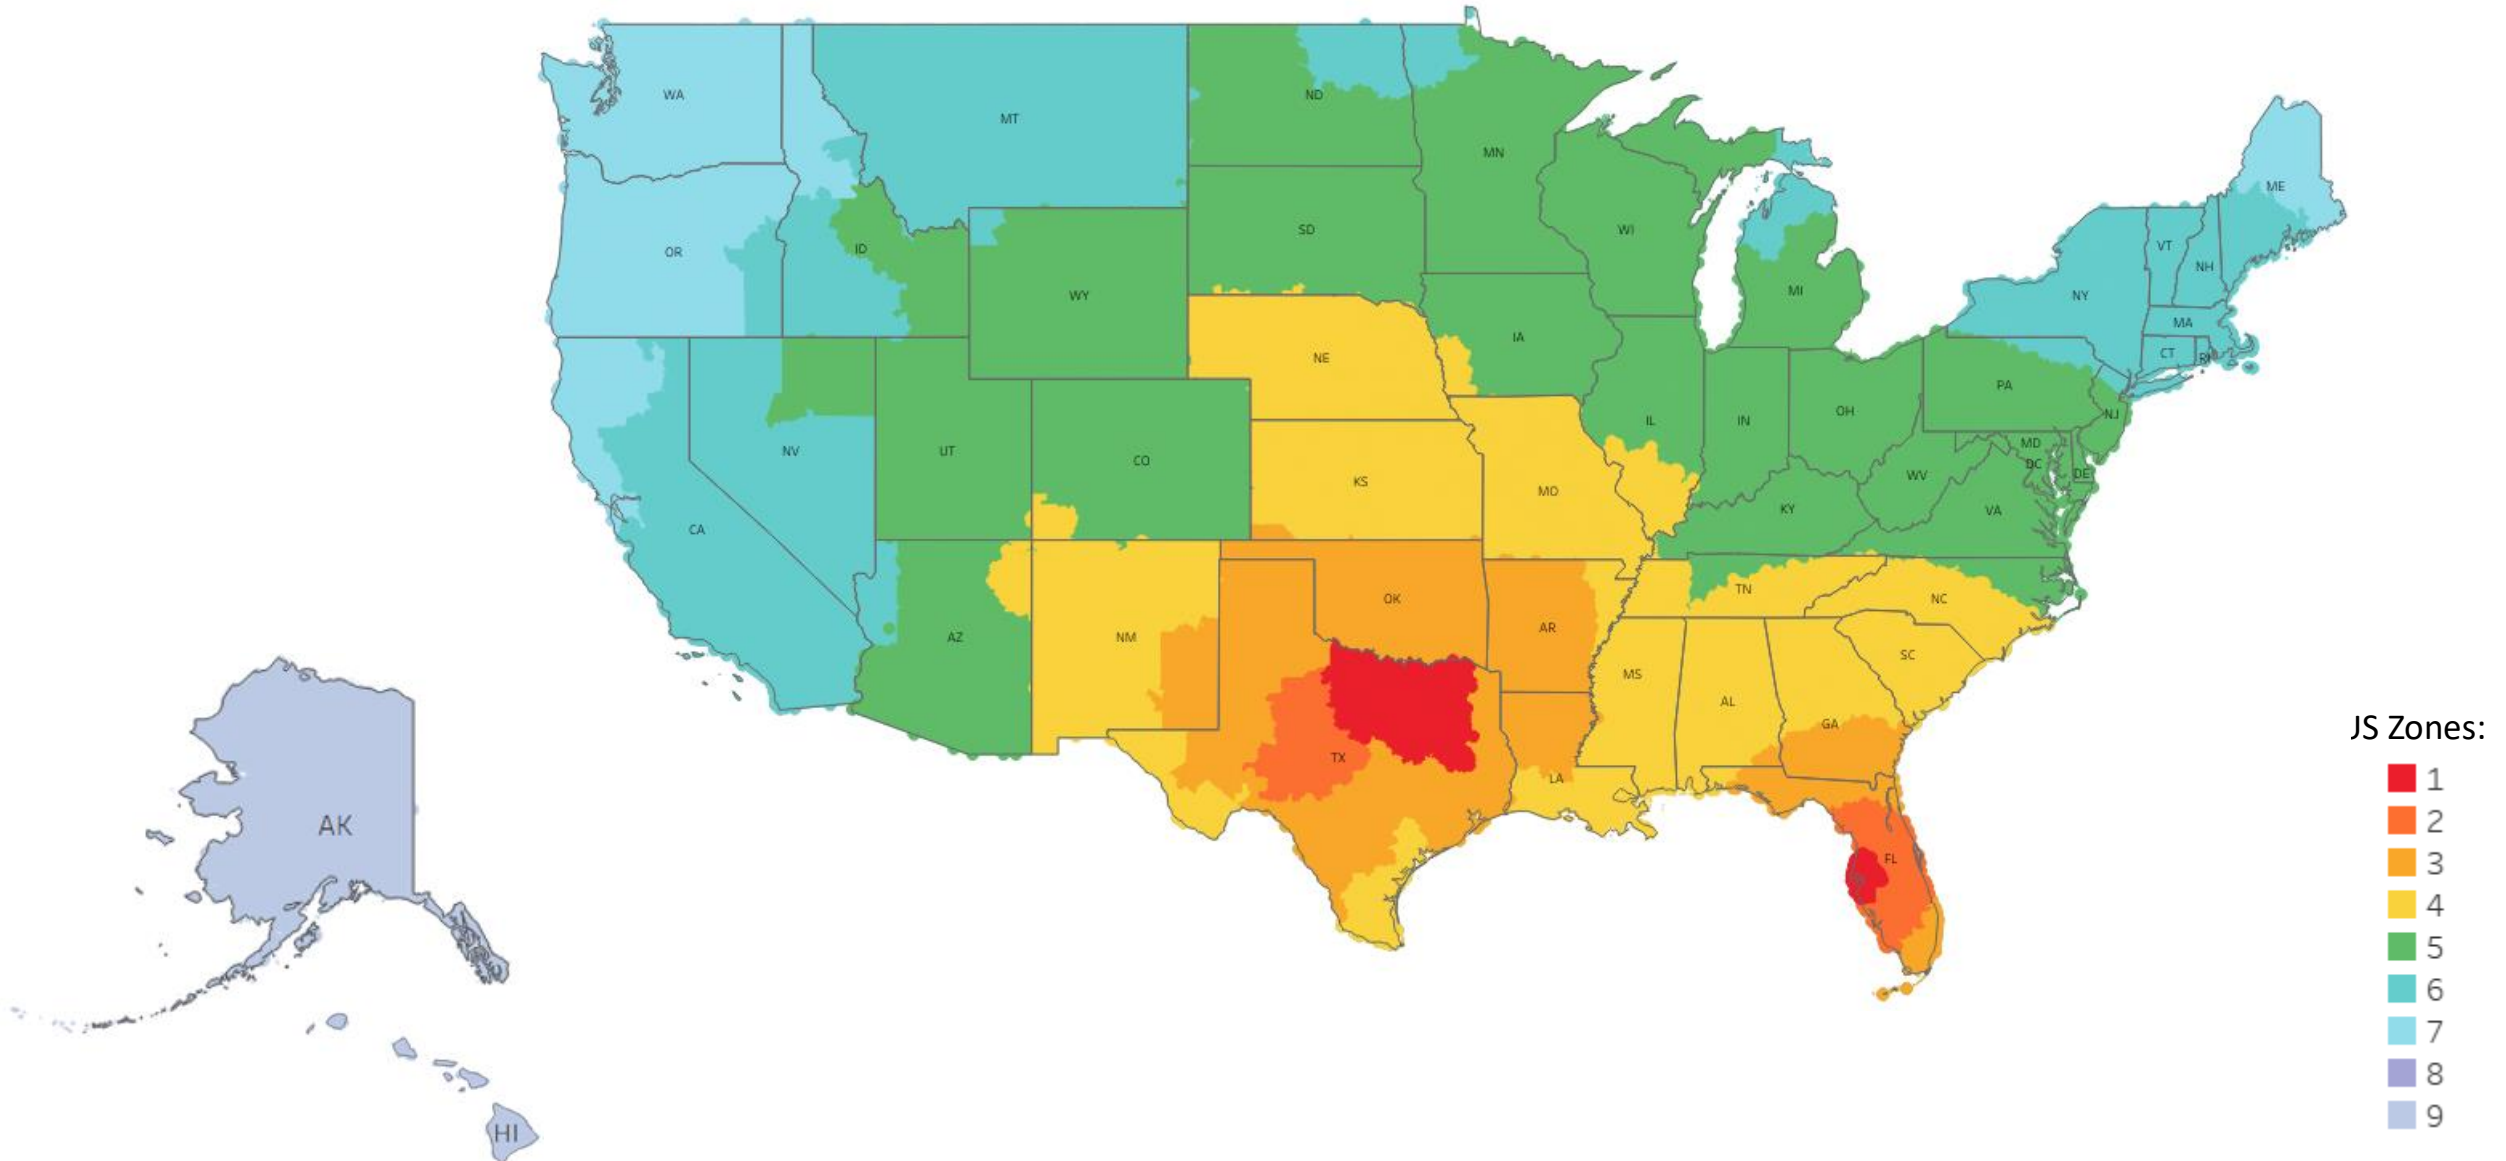 WA
MT
ND
MN
OR
ID
WY
SD
WI
MI
ME
VT
NH
NY
MA
CT
RI
NE
IA
PA
NJ
NV
UT
CO
KS
MO
IL
IN
OH
MD
DC
DE
WV
VA
KY
CA
AZ
NM
OK
AR
TN
NC
SC
MS
AL
GA
TX
LA
FL
AK
HI
JS Zones:
1
2
3
4
5
6
7
8
9